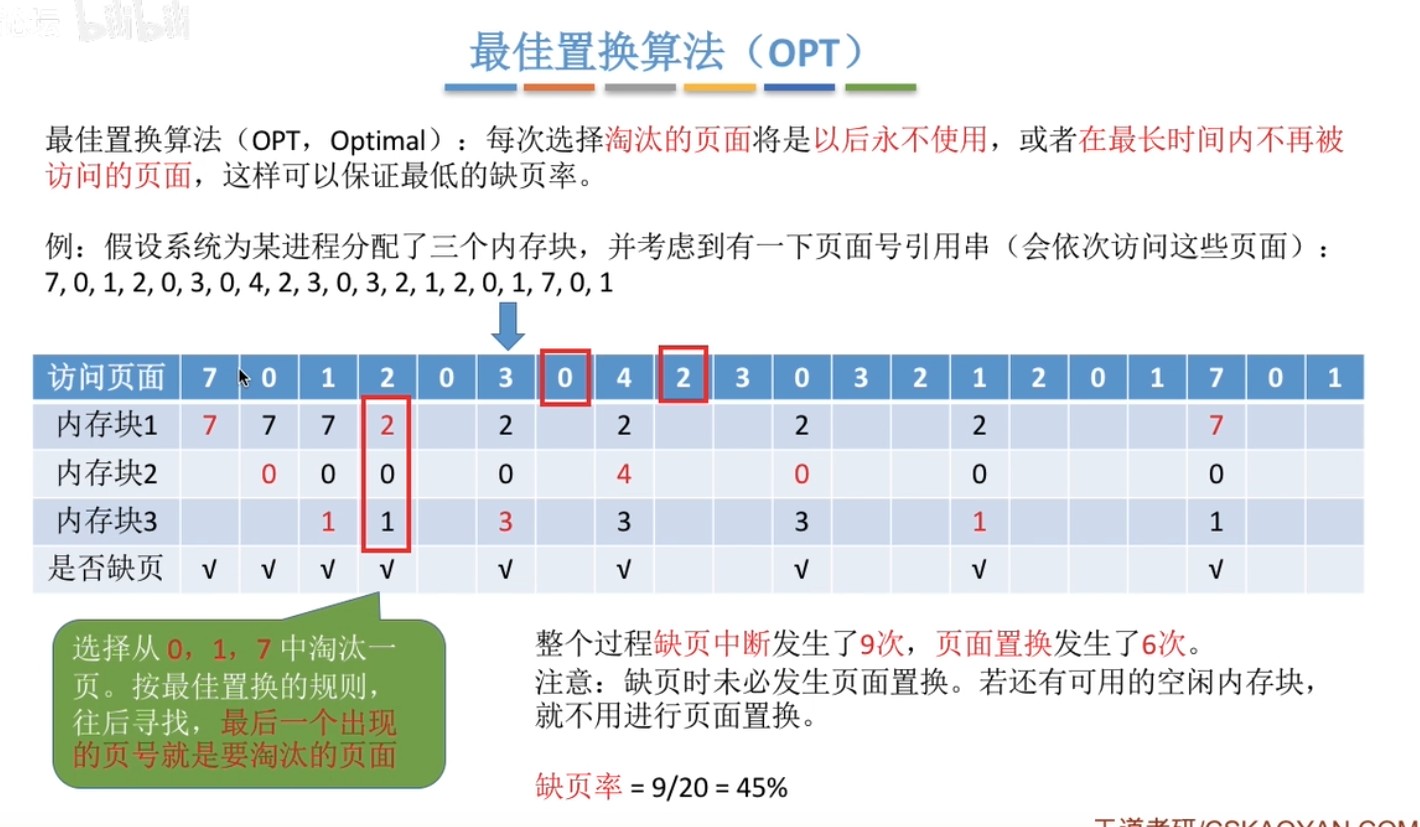 bilibili
最佳置换算法（OPT）
最佳置换算法（OPT，Optimal）：每次选择淘汰的页面将是以后永不使用，或者在最长时间内不再被
访问的页面，这样可以保证最低的缺页率。
例：假设系统为某进程分配了三个内存块，并考虑到有一下页面号引用串（会依次访问这些页面）：
7, 0, 1, 2, 0, 3, 0, 4, 2, 3, 0, 3, 2, 1, 2, 0, 1, 7, 0, 1
访问页面 7 0 1 2 0 3 0 4 2 3 0 3 2 1 2 0 1 7 0 1
内存块1 7 7 7 2 2 2 2 2 7
内存块2 0 0 0 0 4 0 0 0
内存块3 1 1 3 3 3 1 1
是否缺页 √ √ √ √ √ √ √ √ √
选择从 0，1，7 中淘汰一
页。按最佳置换的规则，
往后寻找，最后一个出现
的页号就是要淘汰的页面
整个过程缺页中断发生了9次，页面置换发生了6次。
注意：缺页时未必发生页面置换。若还有可用的空闲内存块，
就不用进行页面置换。
缺页率 = 9/20 = 45%
王道考研/CSKAOYAN.COM